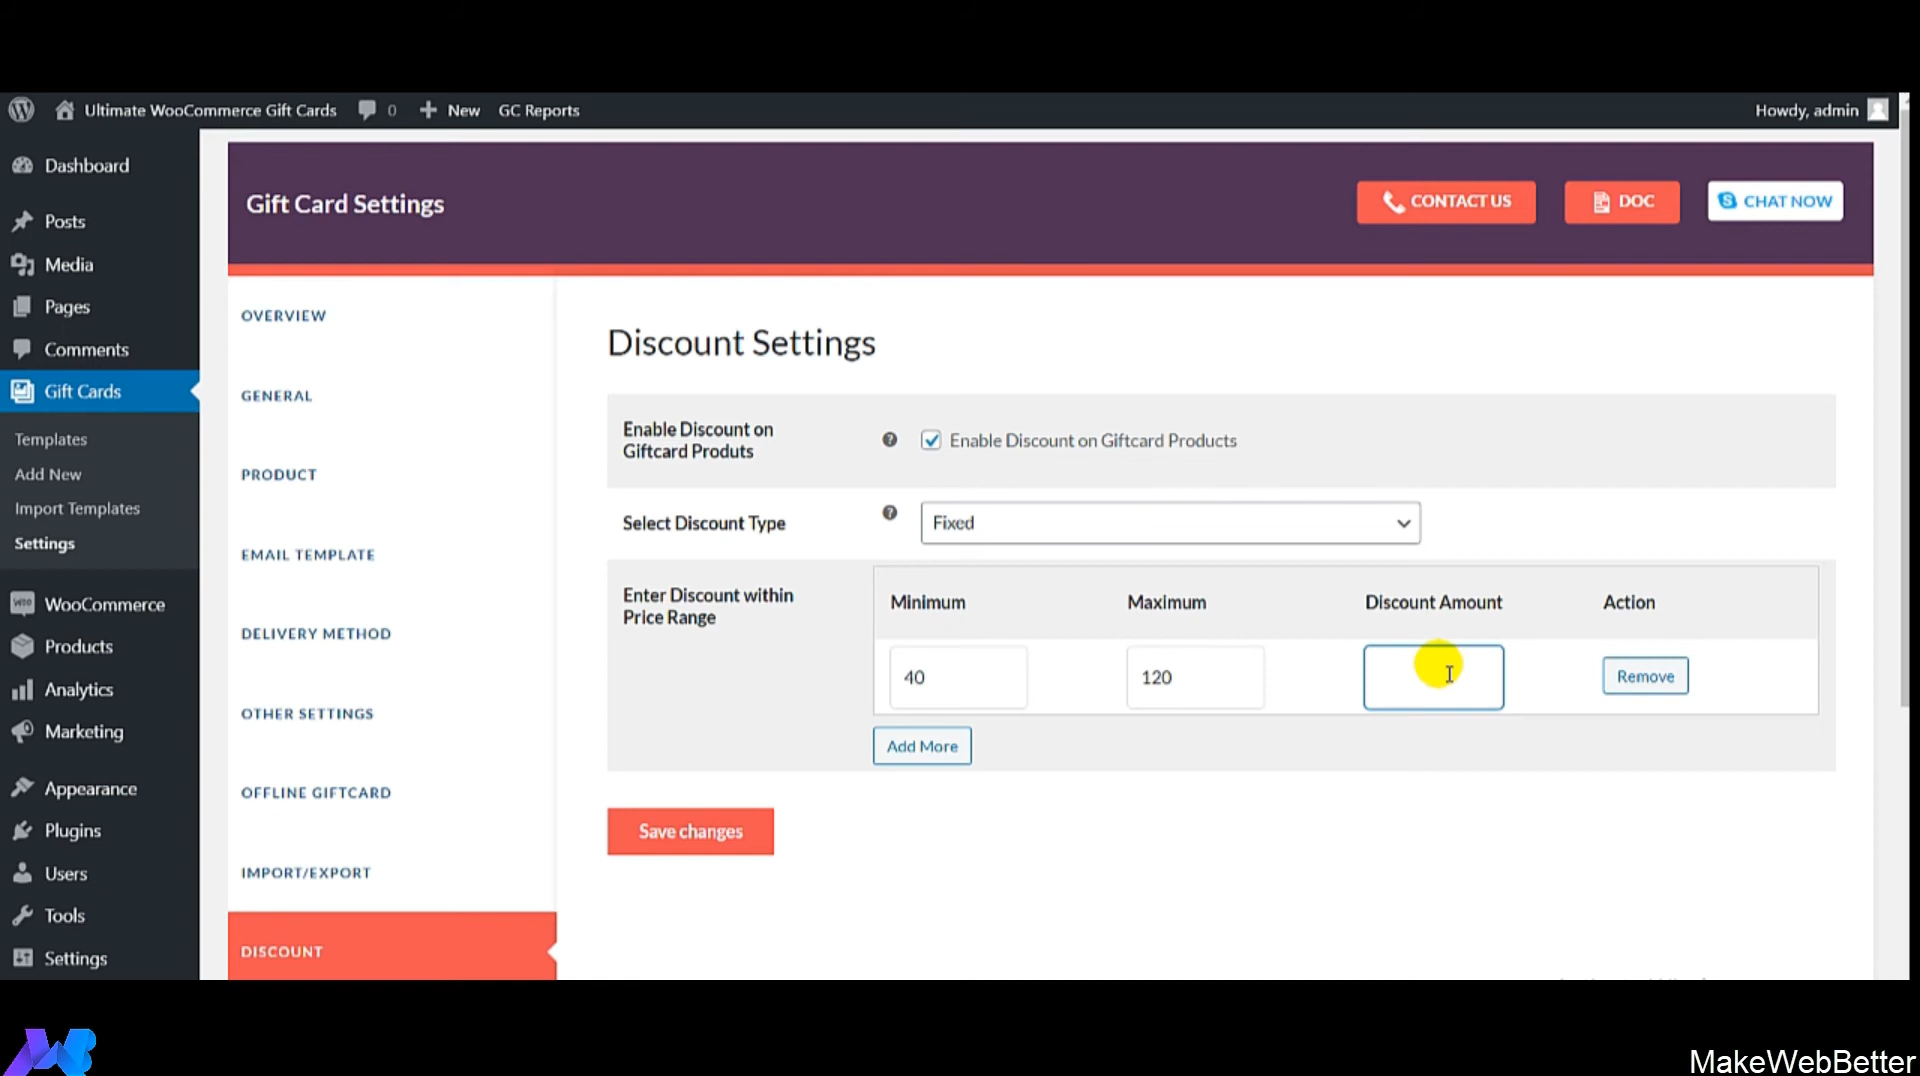 Ultimate WooCommerce Gift Cards 0 New GC Reports Howdy, admin
Dashboard
Posts
Media
Pages
Comments
Gift Cards
Templates
Add New
Import Templates
Settings
WooCommerce
Products
Analytics
Marketing
Appearance
Plugins
Users
Tools
Settings
Gift Card Settings
CONTACT US
DOC
CHAT NOW
OVERVIEW
GENERAL
PRODUCT
EMAIL TEMPLATE
DELIVERY METHOD
OTHER SETTINGS
OFFLINE GIFTCARD
IMPORT/EXPORT
DISCOUNT
Discount Settings
Enable Discount on
Giftcard Produts
Enable Discount on Giftcard Products
Select Discount Type
Fixed
Enter Discount within
Price Range
Minimum Maximum Discount Amount Action
40 120 Remove
Add More
Save changes
MakeWebBetter